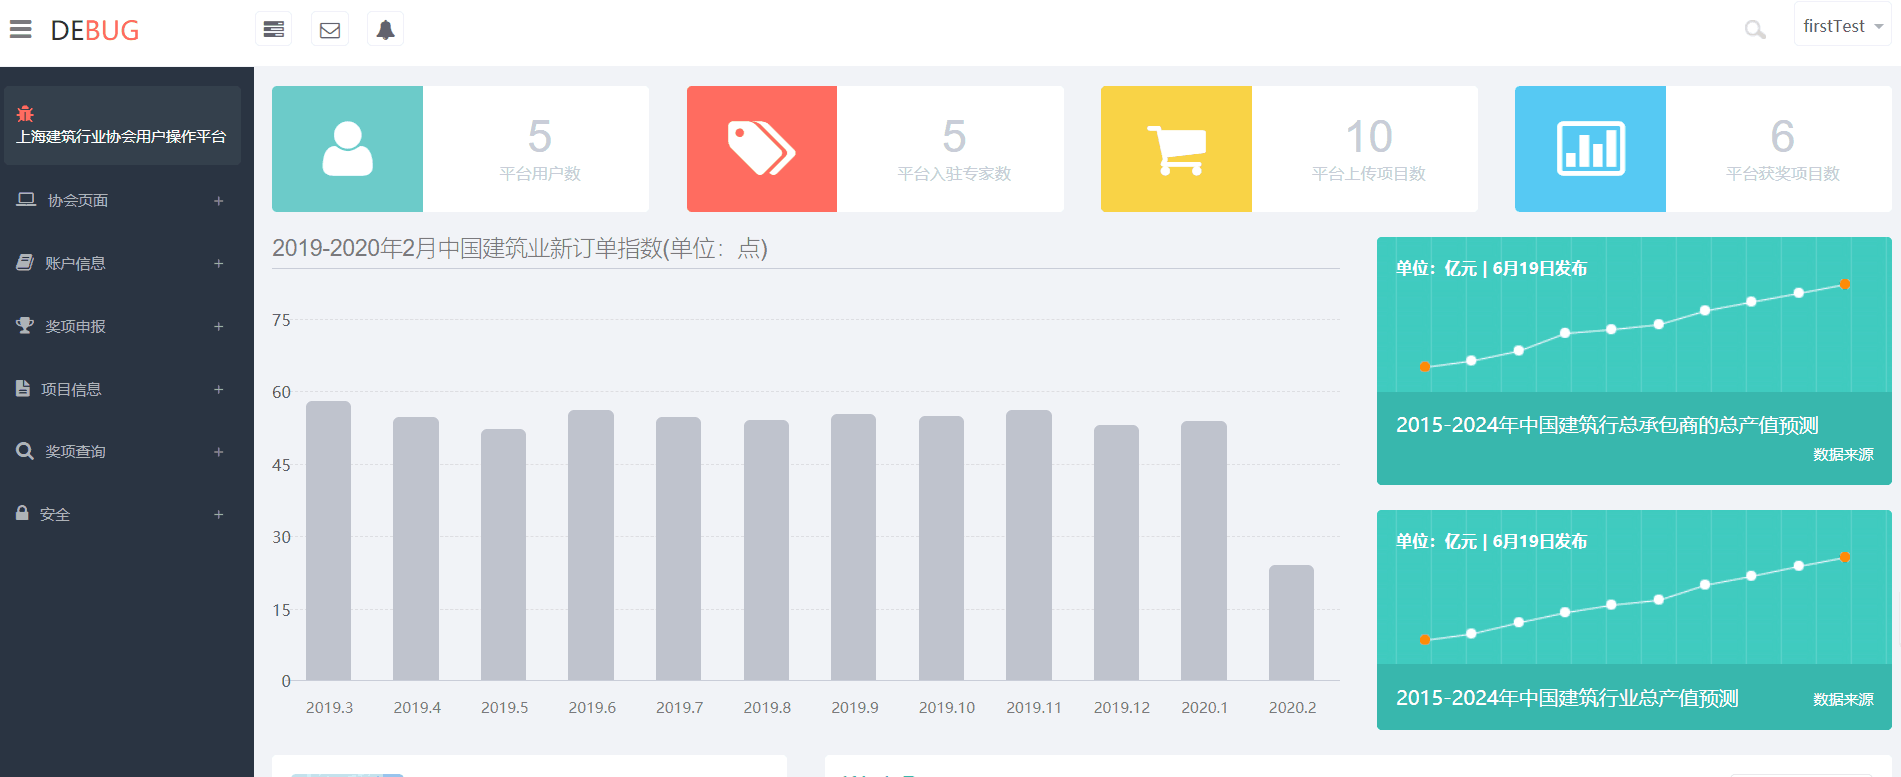 DEBUG
firstTest
上海建筑行业协会用户操作平台
协会页面 +
账户信息 +
奖项申报 +
项目信息 +
奖项查询 +
安全 +
5
平台用户数
5
平台入驻专家数
10
平台上传项目数
6
平台获奖项目数
2019-2020年2月中国建筑业新订单指数(单位：点)
75
60
45
30
15
0
2019.3 2019.4 2019.5 2019.6 2019.7 2019.8 2019.9 2019.10 2019.11 2019.12 2020.1 2020.2
单位：亿元 | 6月19日发布
2015-2024年中国建筑行总承包商的总产值预测
数据来源
单位：亿元 | 6月19日发布
2015-2024年中国建筑行业总产值预测
数据来源